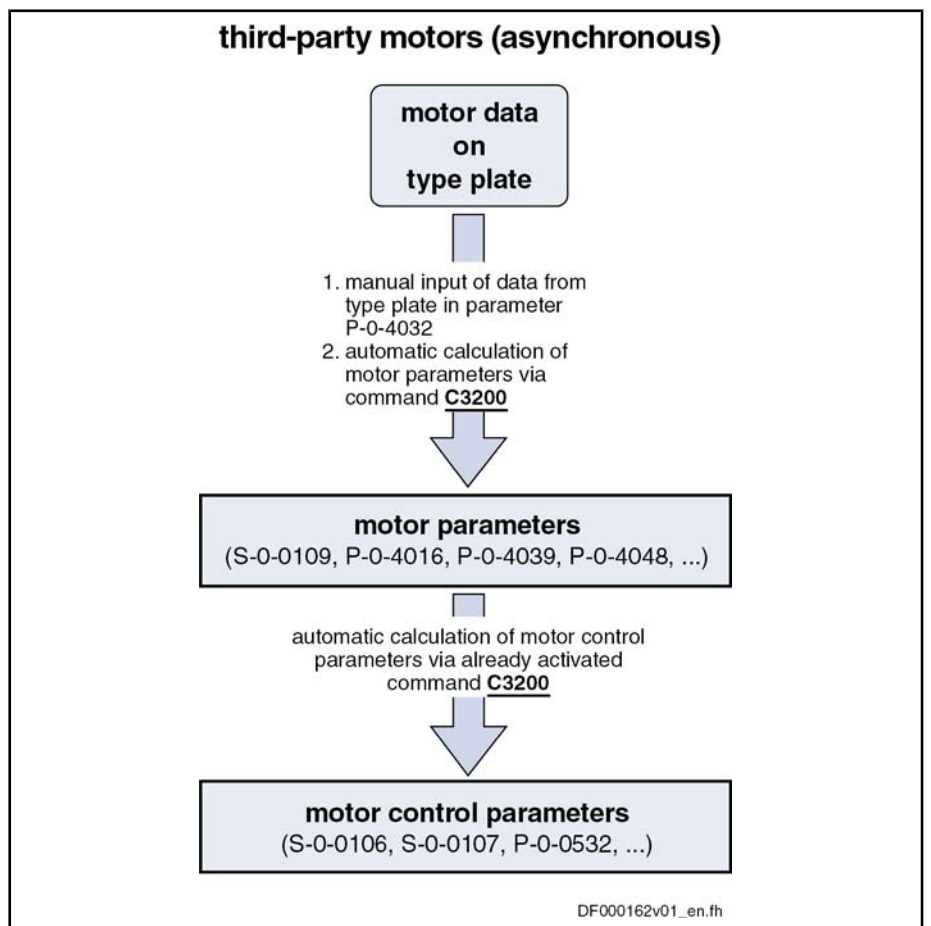 third-party motors (asynchronous)
motor data
on
type plate
1. manual input of data from
type plate in parameter
P-0-4032
2. automatic calculation of
motor parameters via
command C3200
motor parameters
(S-0-0109, P-0-4016, P-0-4039, P-0-4048, ...)
automatic calculation of motor control
parameters via already activated
command C3200
motor control parameters
(S-0-0106, S-0-0107, P-0-0532, ...)
DF000162v01_en.fh